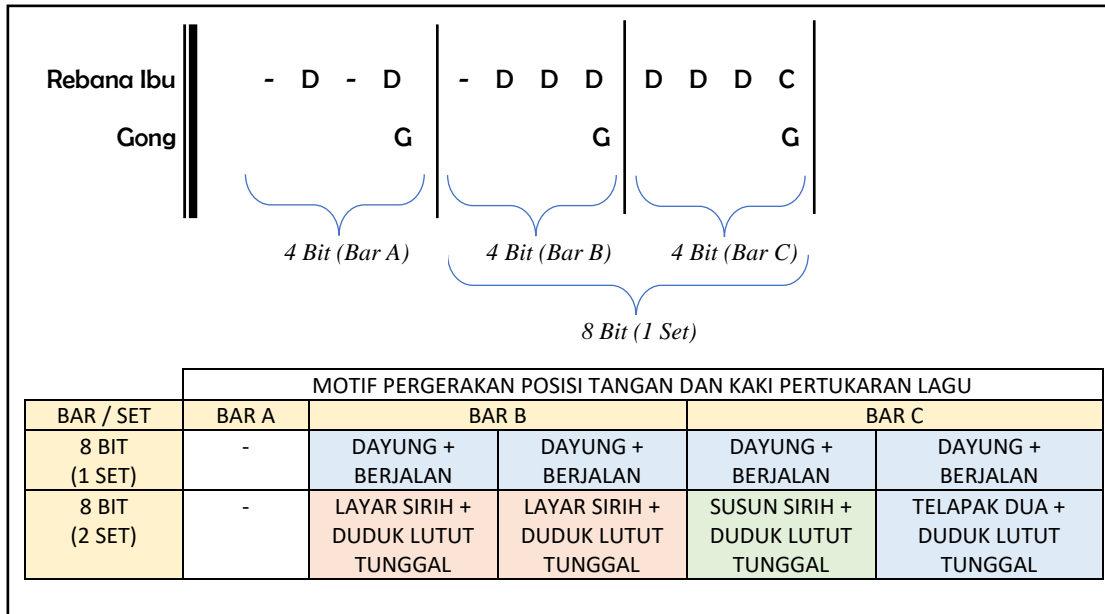 Rebana Ibu - D - D - D D D D D D C
Gong G G G
4 Bit (Bar A) 4 Bit (Bar B) 4 Bit (Bar C)
8 Bit (1 Set)
MOTIF PERGERAKAN POSISI TANGAN DAN KAKI PERTUKARAN LAGU
BAR / SET BAR A BAR B BAR C
8 BIT - DAYUNG + DAYUNG + DAYUNG + DAYUNG +
(1 SET) BERJALAN BERJALAN BERJALAN BERJALAN
8 BIT - LAYAR SIRIH + LAYAR SIRIH + SUSUN SIRIH + TELAPAK DUA +
(2 SET) DUDUK LUTUT DUDUK LUTUT DUDUK LUTUT DUDUK LUTUT
TUNGGAL TUNGGAL TUNGGAL TUNGGAL